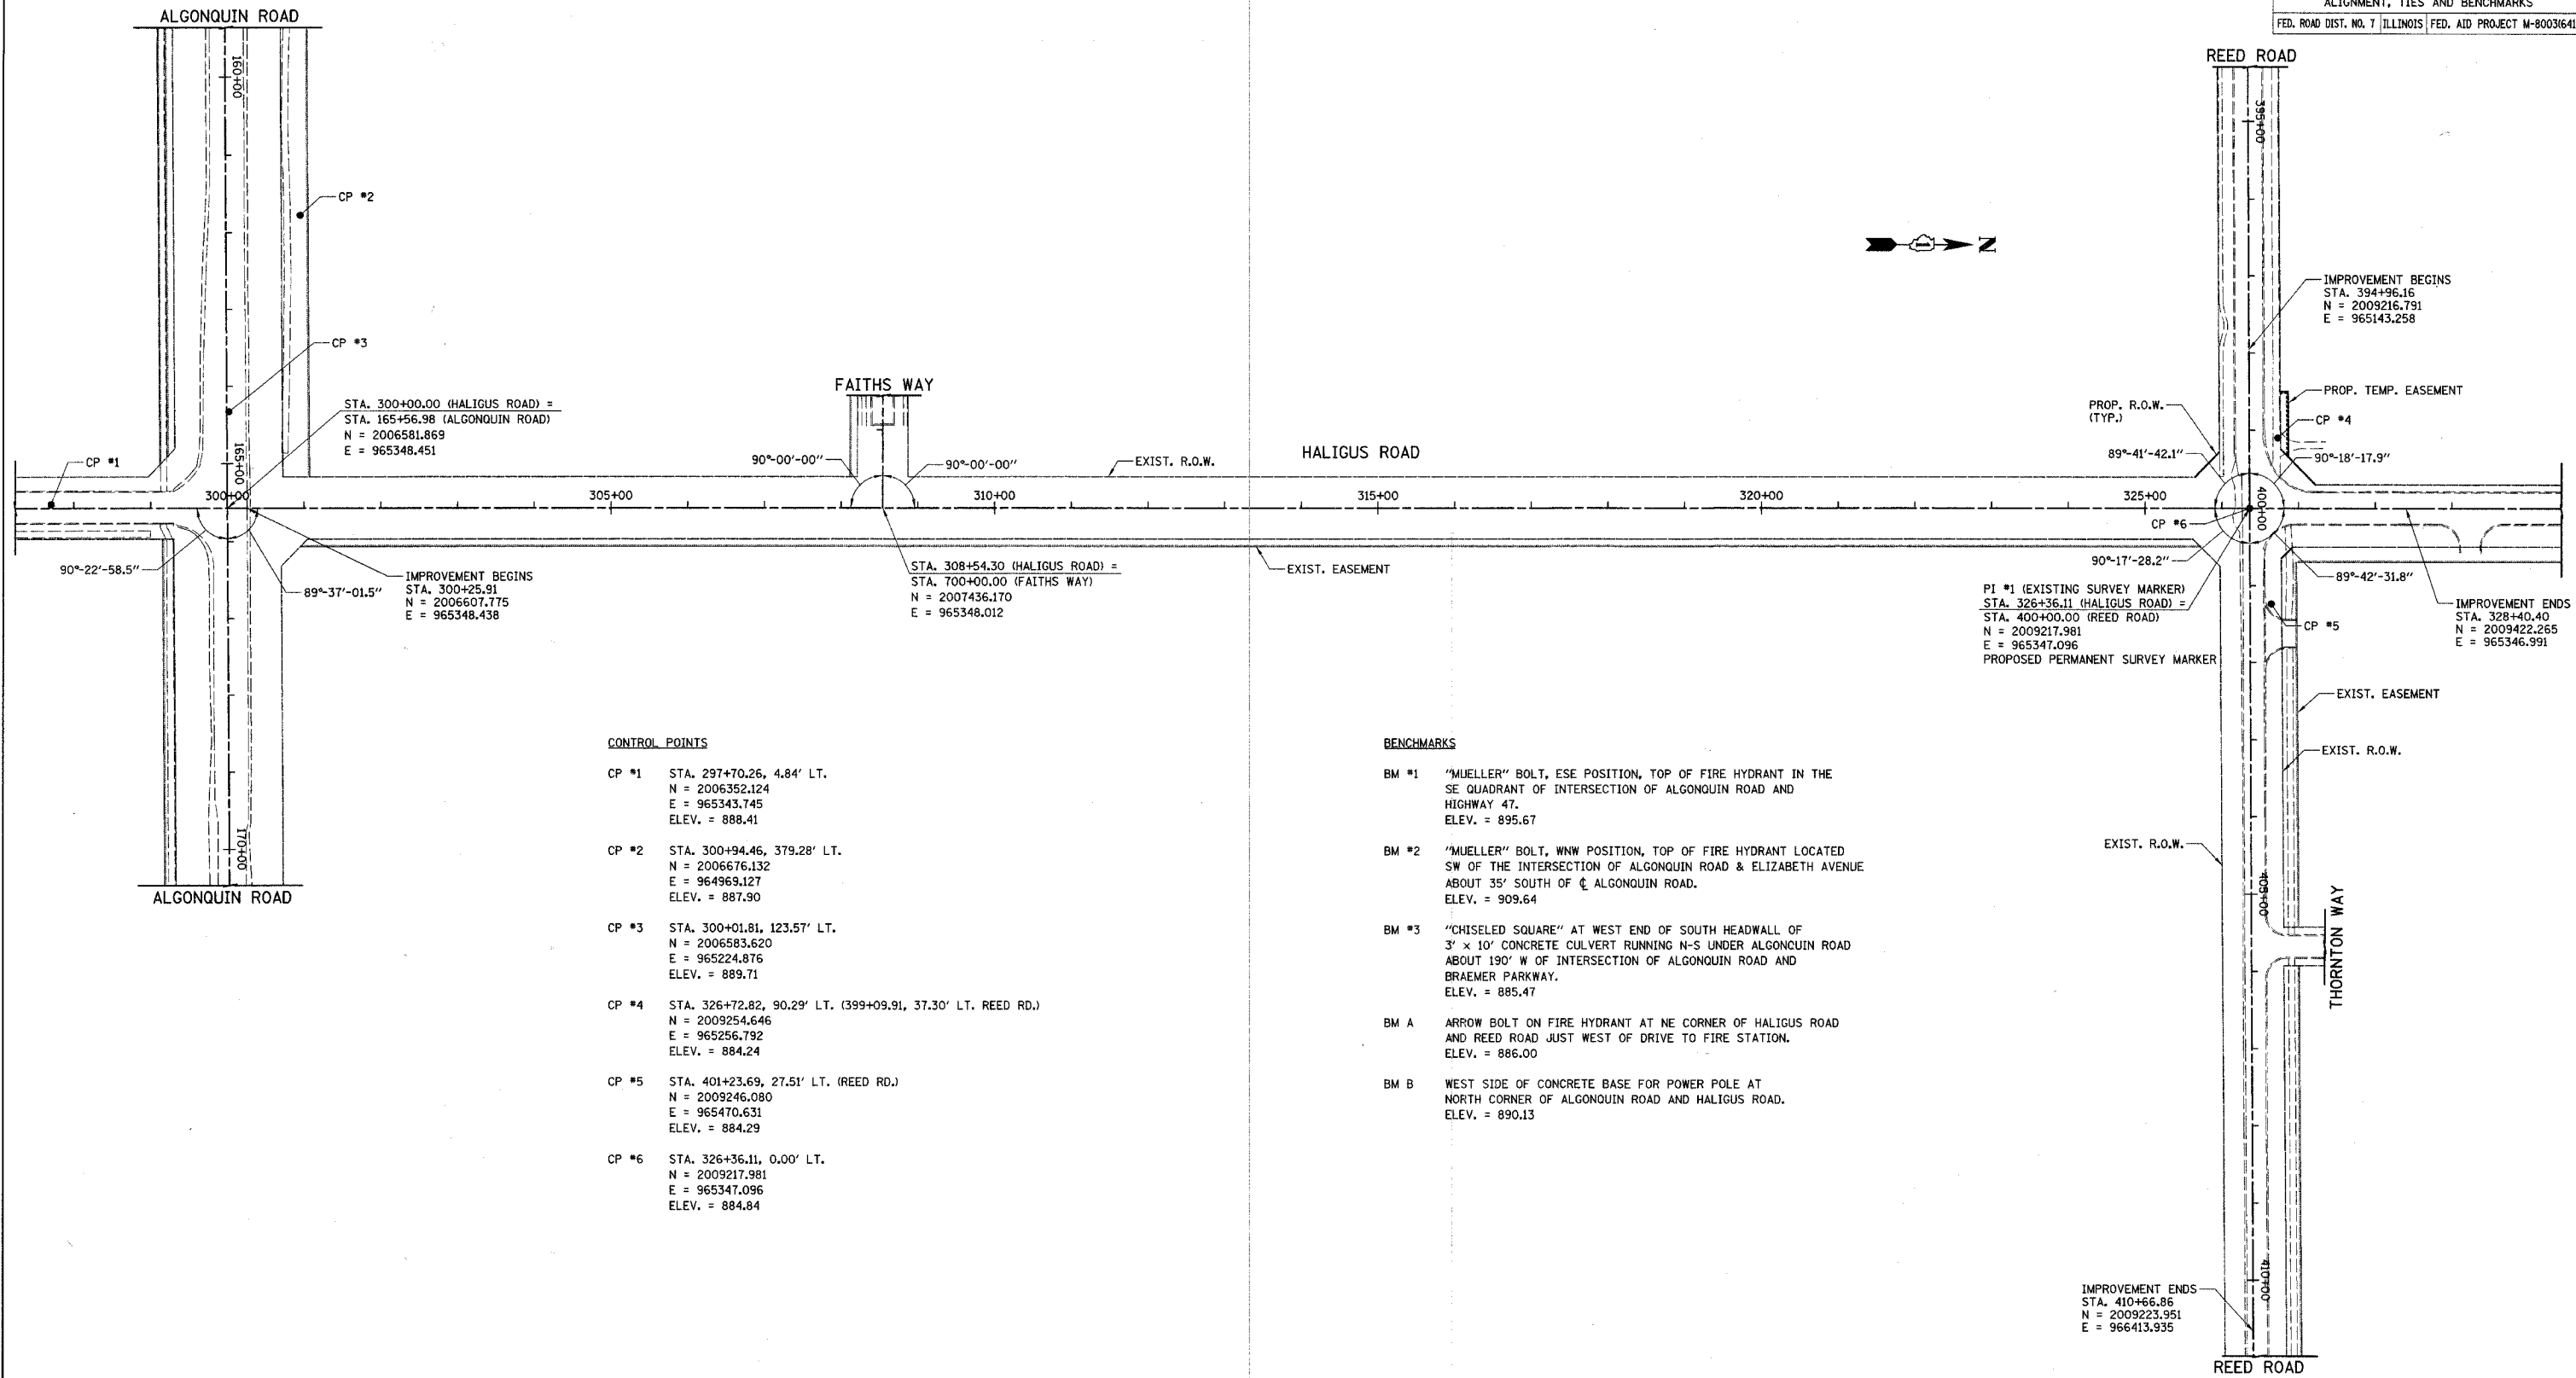 ALIGNMENT, TIES AND BENCHMARKS
FED. ROAD DIST. NO. 7 ILLINOIS FED. AID PROJECT M-8003(641
ALGONQUIN ROAD
160+00
CP #2
CP #3
STA. 300+00.00 (HALIGUS ROAD) =
STA. 165+56.98 (ALGONQUIN ROAD)
N = 2006581.869
E = 965348.451
CP #1
165+00
300+00
90°-22'-58.5"
89°-37'-01.5"
IMPROVEMENT BEGINS
STA. 300+25.91
N = 2006607.775
E = 965348.438
170+00
ALGONQUIN ROAD
305+00
FAITHS WAY
90°-00'-00"
90°-00'-00"
EXIST. R.O.W.
310+00
STA. 308+54.30 (HALIGUS ROAD) =
STA. 700+00.00 (FAITHS WAY)
N = 2007436.170
E = 965348.012
HALIGUS ROAD
EXIST. EASEMENT
315+00
320+00
325+00
N
REED ROAD
395+00
IMPROVEMENT BEGINS
STA. 394+96.16
N = 2009216.791
E = 965143.258
PROP. TEMP. EASEMENT
CP #4
PROP. R.O.W.
(TYP.)
89°-41'-42.1"
90°-18'-17.9"
400+00
CP #6
90°-17'-28.2"
89°-42'-31.8"
PI #1 (EXISTING SURVEY MARKER)
STA. 326+36.11 (HALIGUS ROAD) =
STA. 400+00.00 (REED ROAD)
N = 2009217.981
E = 965347.096
PROPOSED PERMANENT SURVEY MARKER
CP #5
IMPROVEMENT ENDS
STA. 328+40.40
N = 2009422.265
E = 965346.991
EXIST. EASEMENT
EXIST. R.O.W.
EXIST. R.O.W.
405+00
THORNTON WAY
410+00
IMPROVEMENT ENDS
STA. 410+66.86
N = 2009223.951
E = 966413.935
REED ROAD
CONTROL POINTS
CP #1 STA. 297+70.26, 4.84' LT.
N = 2006352.124
E = 965343.745
ELEV. = 888.41
CP #2 STA. 300+94.46, 379.28' LT.
N = 2006676.132
E = 964969.127
ELEV. = 887.90
CP #3 STA. 300+01.81, 123.57' LT.
N = 2006583.620
E = 965224.876
ELEV. = 889.71
CP #4 STA. 326+72.82, 90.29' LT. (399+09.91, 37.30' LT. REED RD.)
N = 2009254.646
E = 965256.792
ELEV. = 884.24
CP #5 STA. 401+23.69, 27.51' LT. (REED RD.)
N = 2009246.080
E = 965470.631
ELEV. = 884.29
CP #6 STA. 326+36.11, 0.00' LT.
N = 2009217.981
E = 965347.096
ELEV. = 884.84
BENCHMARKS
BM #1 "MUELLER" BOLT, ESE POSITION, TOP OF FIRE HYDRANT IN THE
SE QUADRANT OF INTERSECTION OF ALGONQUIN ROAD AND
HIGHWAY 47.
ELEV. = 895.67
BM #2 "MUELLER" BOLT, WNW POSITION, TOP OF FIRE HYDRANT LOCATED
SW OF THE INTERSECTION OF ALGONQUIN ROAD & ELIZABETH AVENUE
ABOUT 35' SOUTH OF ℄ ALGONQUIN ROAD.
ELEV. = 909.64
BM #3 "CHISELED SQUARE" AT WEST END OF SOUTH HEADWALL OF
3' x 10' CONCRETE CULVERT RUNNING N-S UNDER ALGONCUIN ROAD
ABOUT 190' W OF INTERSECTION OF ALGONQUIN ROAD AND
BRAEMER PARKWAY.
ELEV. = 885.47
BM A ARROW BOLT ON FIRE HYDRANT AT NE CORNER OF HALIGUS ROAD
AND REED ROAD JUST WEST OF DRIVE TO FIRE STATION.
ELEV. = 886.00
BM B WEST SIDE OF CONCRETE BASE FOR POWER POLE AT
NORTH CORNER OF ALGONQUIN ROAD AND HALIGUS ROAD.
ELEV. = 890.13